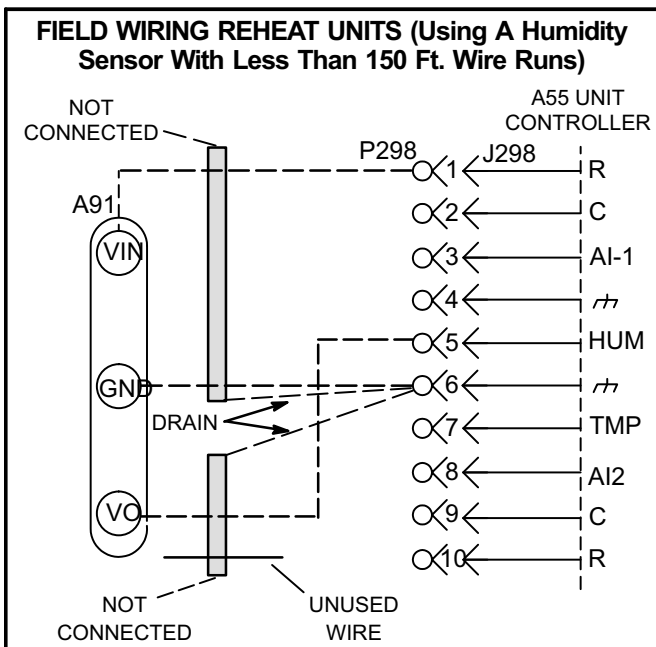 FIELD WIRING REHEAT UNITS (Using A Humidity
Sensor With Less Than 150 Ft. Wire Runs)
NOT
CONNECTED
A55 UNIT
CONTROLLER
P298
J298
A91
VIN
GND
VO
DRAIN
1 R
2 C
3 AI-1
4
5 HUM
6
7 TMP
8 AI2
9 C
10 R
NOT
CONNECTED
UNUSED
WIRE